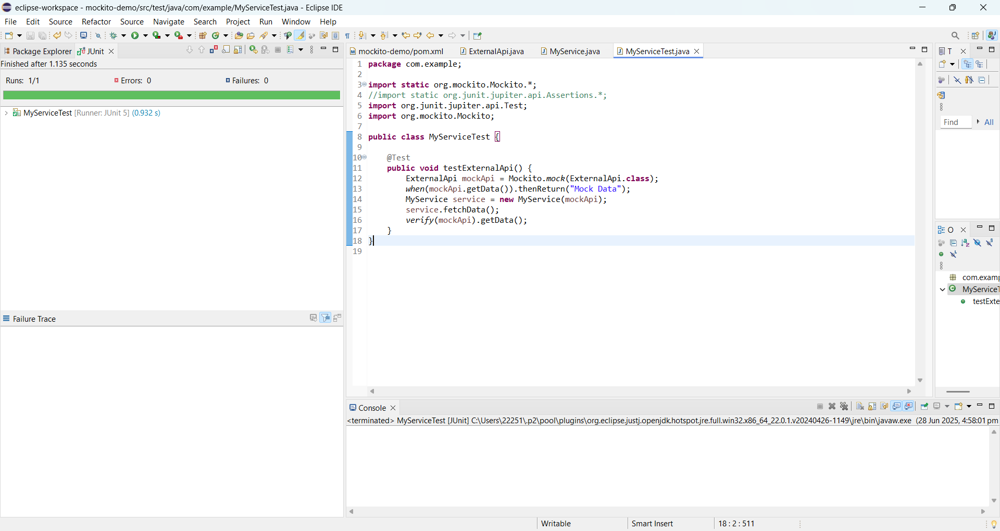 eclipse-workspace - mockito-demo/src/test/java/com/example/MyServiceTest.java - Eclipse IDE
File Edit Source Refactor Source Navigate Search Project Run Window Help
Package Explorer JUnit
Finished after 1.135 seconds
Runs: 1/1 Errors: 0 Failures: 0
MyServiceTest [Runner: JUnit 5] (0.932 s)
Failure Trace
mockito-demo/pom.xml ExternalApi.java MyService.java MyServiceTest.java
1 package com.example;
2
3 import static org.mockito.Mockito.*;
4 //import static org.junit.jupiter.api.Assertions.*;
5 import org.junit.jupiter.api.Test;
6 import org.mockito.Mockito;
7
8 public class MyServiceTest {
9
10 @Test
11 public void testExternalApi() {
12 ExternalApi mockApi = Mockito.mock(ExternalApi.class);
13 when(mockApi.getData()).thenReturn("Mock Data");
14 MyService service = new MyService(mockApi);
15 service.fetchData();
16 verify(mockApi).getData();
17 }
18 }
19
T
Find All
O
com.examp
MyServiceT
testExte
Console
<terminated> MyServiceTest [JUnit] C:\Users\22251\.p2\pool\plugins\org.eclipse.justj.openjdk.hotspot.jre.full.win32.x86_64_22.0.1.v20240426-1149\jre\bin\javaw.exe (28 Jun 2025, 4:58:01 pm
Writable Smart Insert 18 : 2 : 511